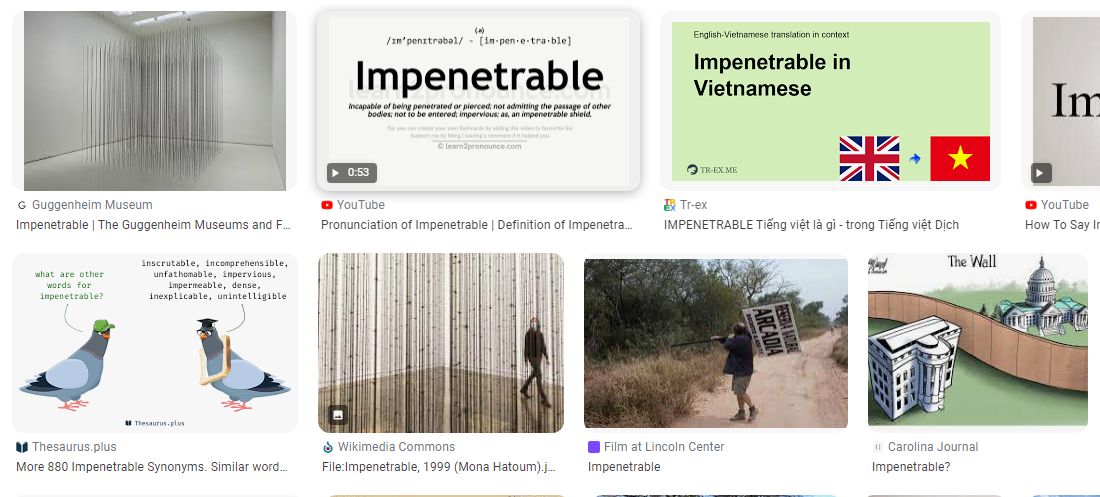 (a)
/ɪmˈpenɪtrəbəl/ - [im·pen·e·tra·ble]
Impenetrable
learn2pronounce.com
Incapable of being penetrated or pierced; not admitting the passage of other
bodies; not to be entered; impervious; as, an impenetrable shield.
Tip: you can create your own flashcards by adding this video to favourite list
Support me by liking / leaving a comment if it helped you
© learn2pronounce.com
0:53
English-Vietnamese translation in context
Impenetrable in
Vietnamese
TR-EX.ME
Im
G Guggenheim Museum
Impenetrable | The Guggenheim Museums and F...
YouTube
Pronunciation of Impenetrable | Definition of Impenetra...
TR
EX
Tr-ex
IMPENETRABLE Tiếng việt là gì - trong Tiếng việt Dịch
YouTube
How To Say Ir
what are other
words for
impenetrable?
inscrutable, incomprehensible,
unfathomable, impervious,
impermeable, dense,
inexplicable, unintelligible
Thesaurus.plus
ARCADIA
The Wall
Thesaurus.plus
More 880 Impenetrable Synonyms. Similar word...
Wikimedia Commons
File:Impenetrable, 1999 (Mona Hatoum).j...
Film at Lincoln Center
Impenetrable
Carolina Journal
Impenetrable?